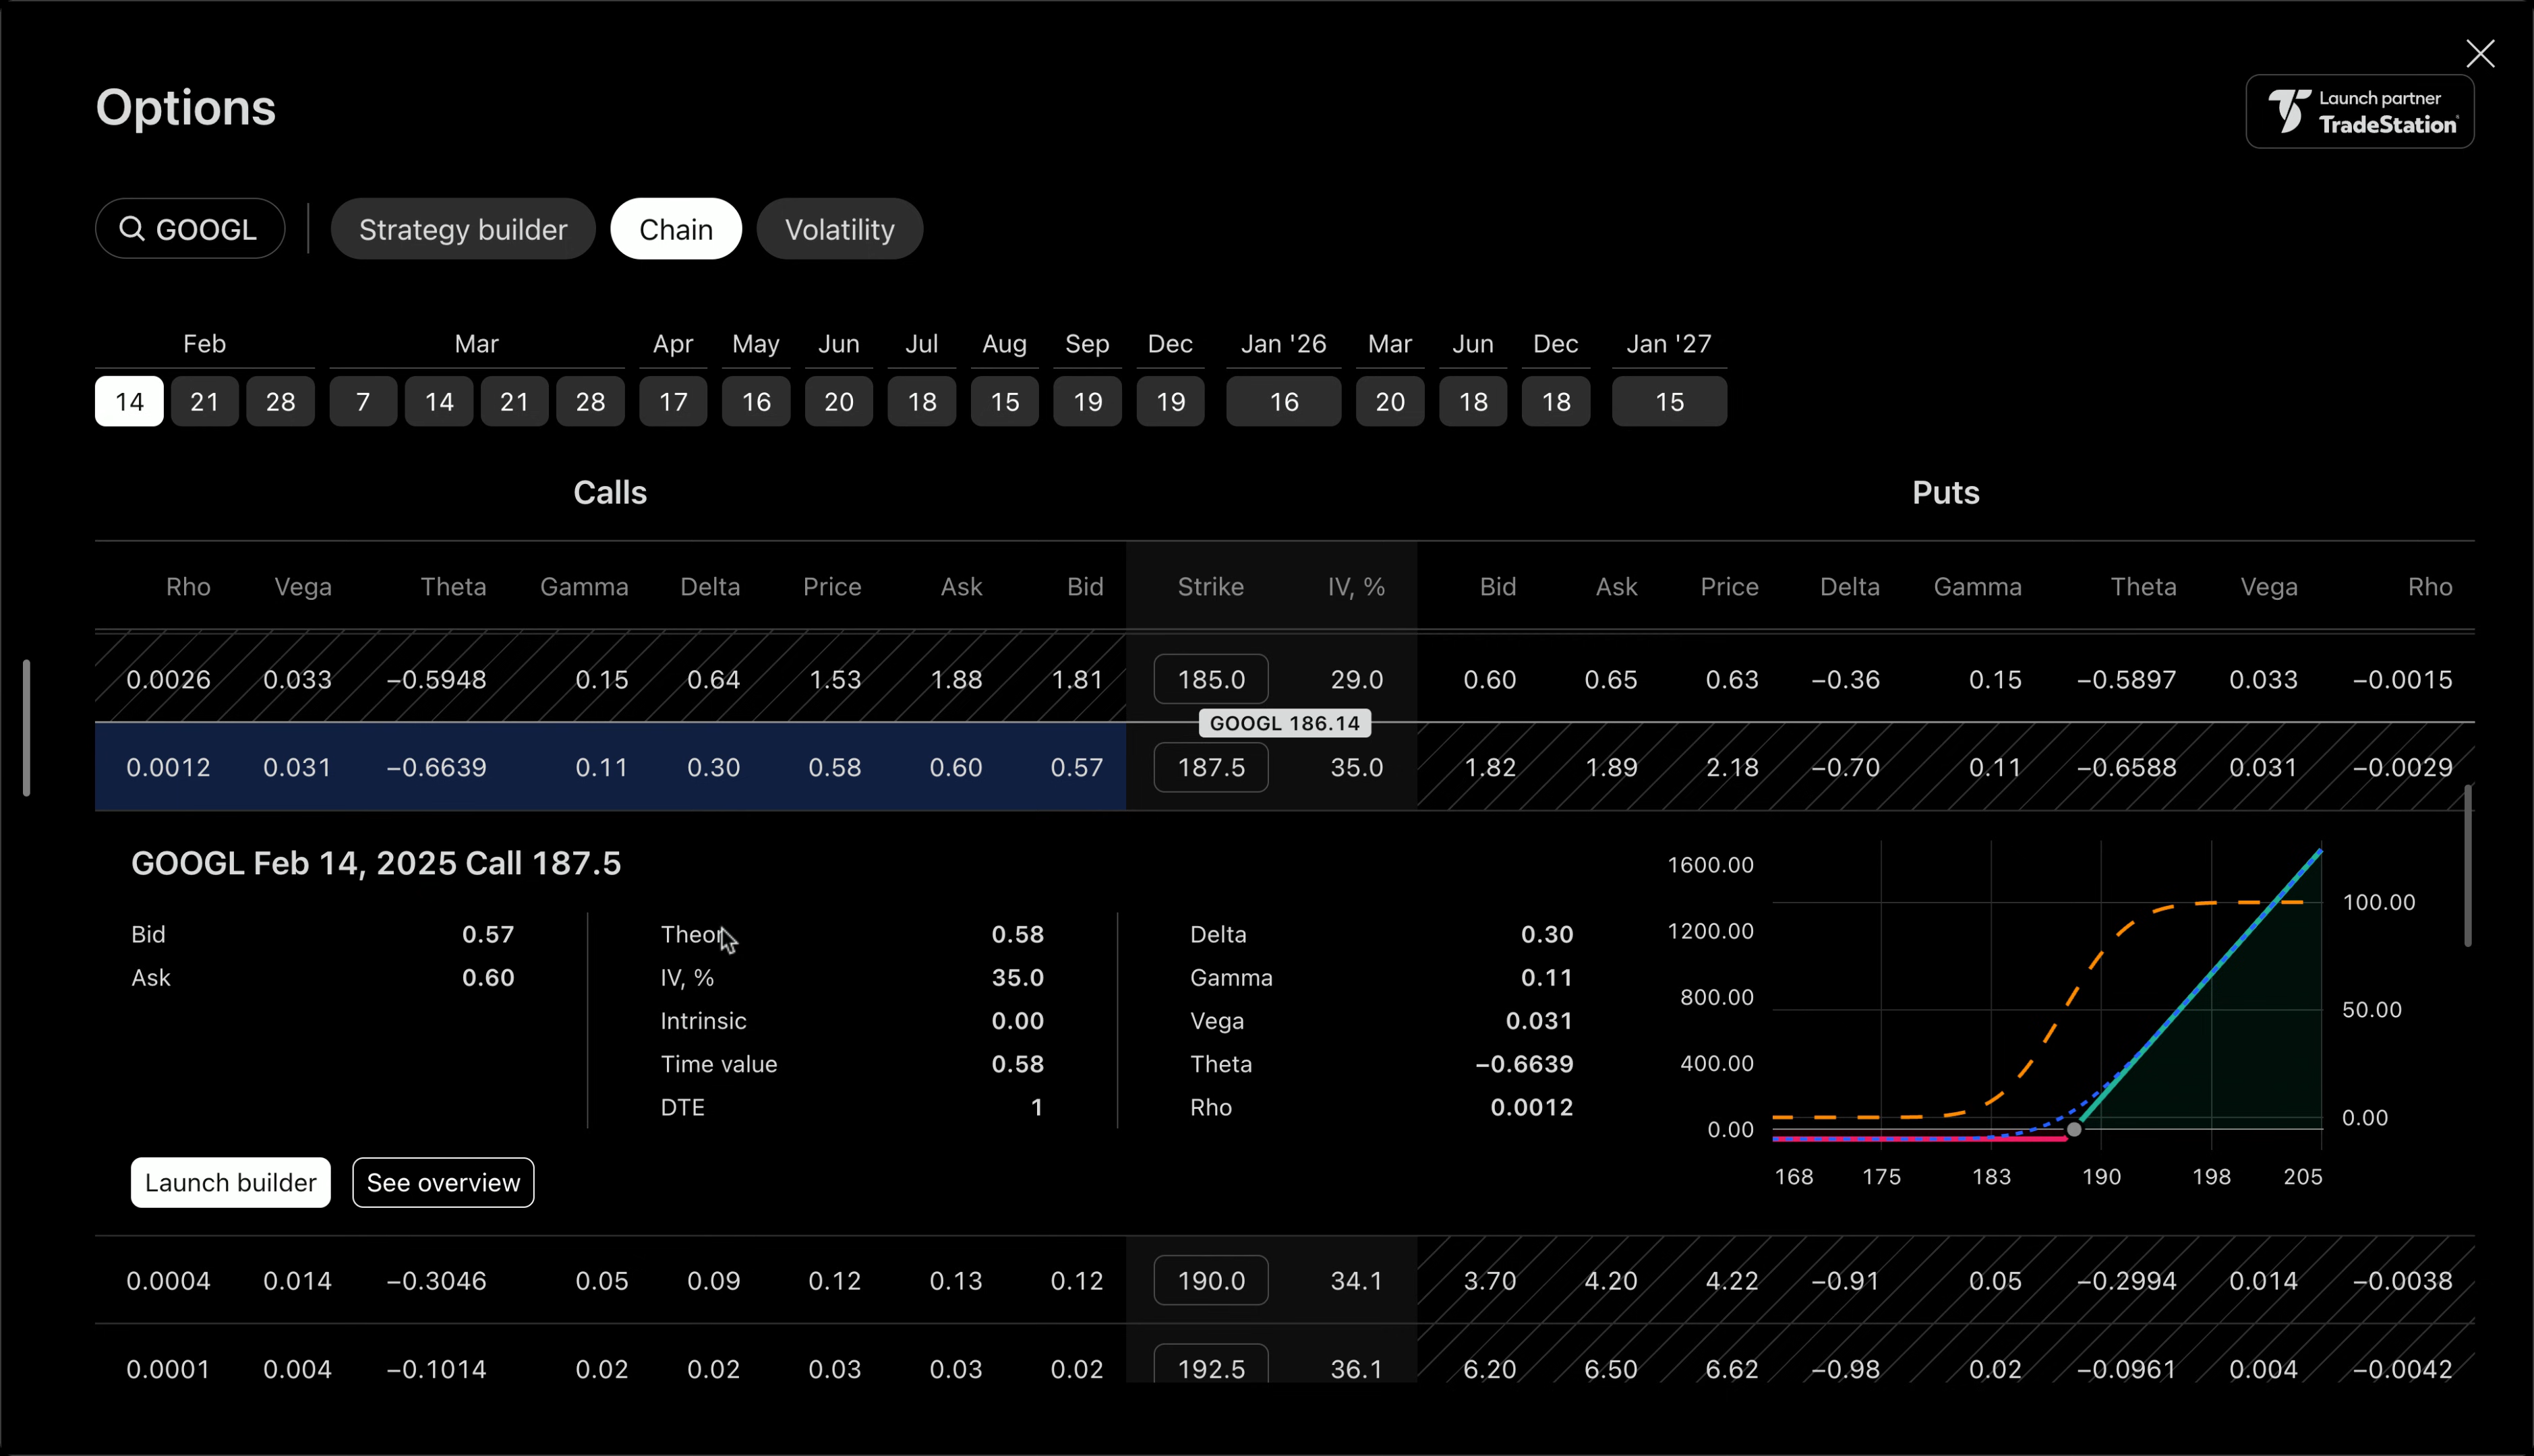 Options
Launch partner
TradeStation
GOOGL
Strategy builder
Chain
Volatility
Feb Mar Apr May Jun Jul Aug Sep Dec Jan '26 Mar Jun Dec Jan '27
14 21 28 7 14 21 28 17 16 20 18 15 19 19 16 20 18 18 15
Calls Puts
Rho Vega Theta Gamma Delta Price Ask Bid Strike IV, % Bid Ask Price Delta Gamma Theta Vega Rho
0.0026 0.033 −0.5948 0.15 0.64 1.53 1.88 1.81 185.0 29.0 0.60 0.65 0.63 −0.36 0.15 −0.5897 0.033 −0.0015
GOOGL 186.14
0.0012 0.031 −0.6639 0.11 0.30 0.58 0.60 0.57 187.5 35.0 1.82 1.89 2.18 −0.70 0.11 −0.6588 0.031 −0.0029
GOOGL Feb 14, 2025 Call 187.5
Bid 0.57
Ask 0.60
Theor 0.58
IV, % 35.0
Intrinsic 0.00
Time value 0.58
DTE 1
Delta 0.30
Gamma 0.11
Vega 0.031
Theta −0.6639
Rho 0.0012
1600.00
1200.00
800.00
400.00
0.00
100.00
50.00
0.00
168 175 183 190 198 205
Launch builder
See overview
0.0004 0.014 −0.3046 0.05 0.09 0.12 0.13 0.12 190.0 34.1 3.70 4.20 4.22 −0.91 0.05 −0.2994 0.014 −0.0038
0.0001 0.004 −0.1014 0.02 0.02 0.03 0.03 0.02 192.5 36.1 6.20 6.50 6.62 −0.98 0.02 −0.0961 0.004 −0.0042